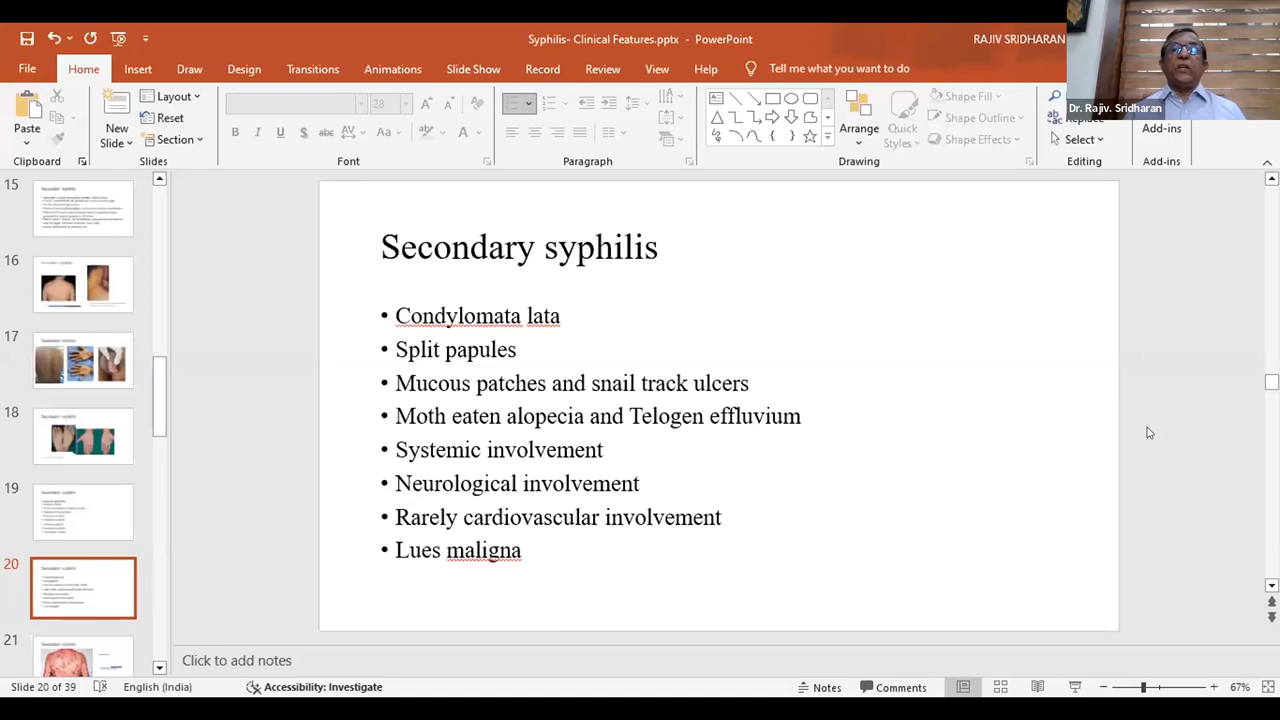 Syphilis- Clinical Features.pptx - PowerPoint
RAJIV SRIDHARAN
File Home Insert Draw Design Transitions Animations Slide Show Record Review View Help Tell me what you want to do
Dr. Rajiv. Sridharan
Paste
New
Slide
Layout
Reset
Section
28
B I U S abc AV Aa A
Arrange
Quick
Styles
Shape Fill
Shape Outline
Shape Effects
Replace
Select
Add-ins
Clipboard Slides Font Paragraph Drawing Editing Add-ins
15
16
17
18
19
20
21
Secondary syphilis
• Condylomata lata
• Split papules
• Mucous patches and snail track ulcers
• Moth eaten alopecia and Telogen effluvium
• Systemic involvement
• Neurological involvement
• Rarely cardiovascular involvement
• Lues maligna
Click to add notes
Slide 20 of 39 English (India) Accessibility: Investigate Notes Comments 67%